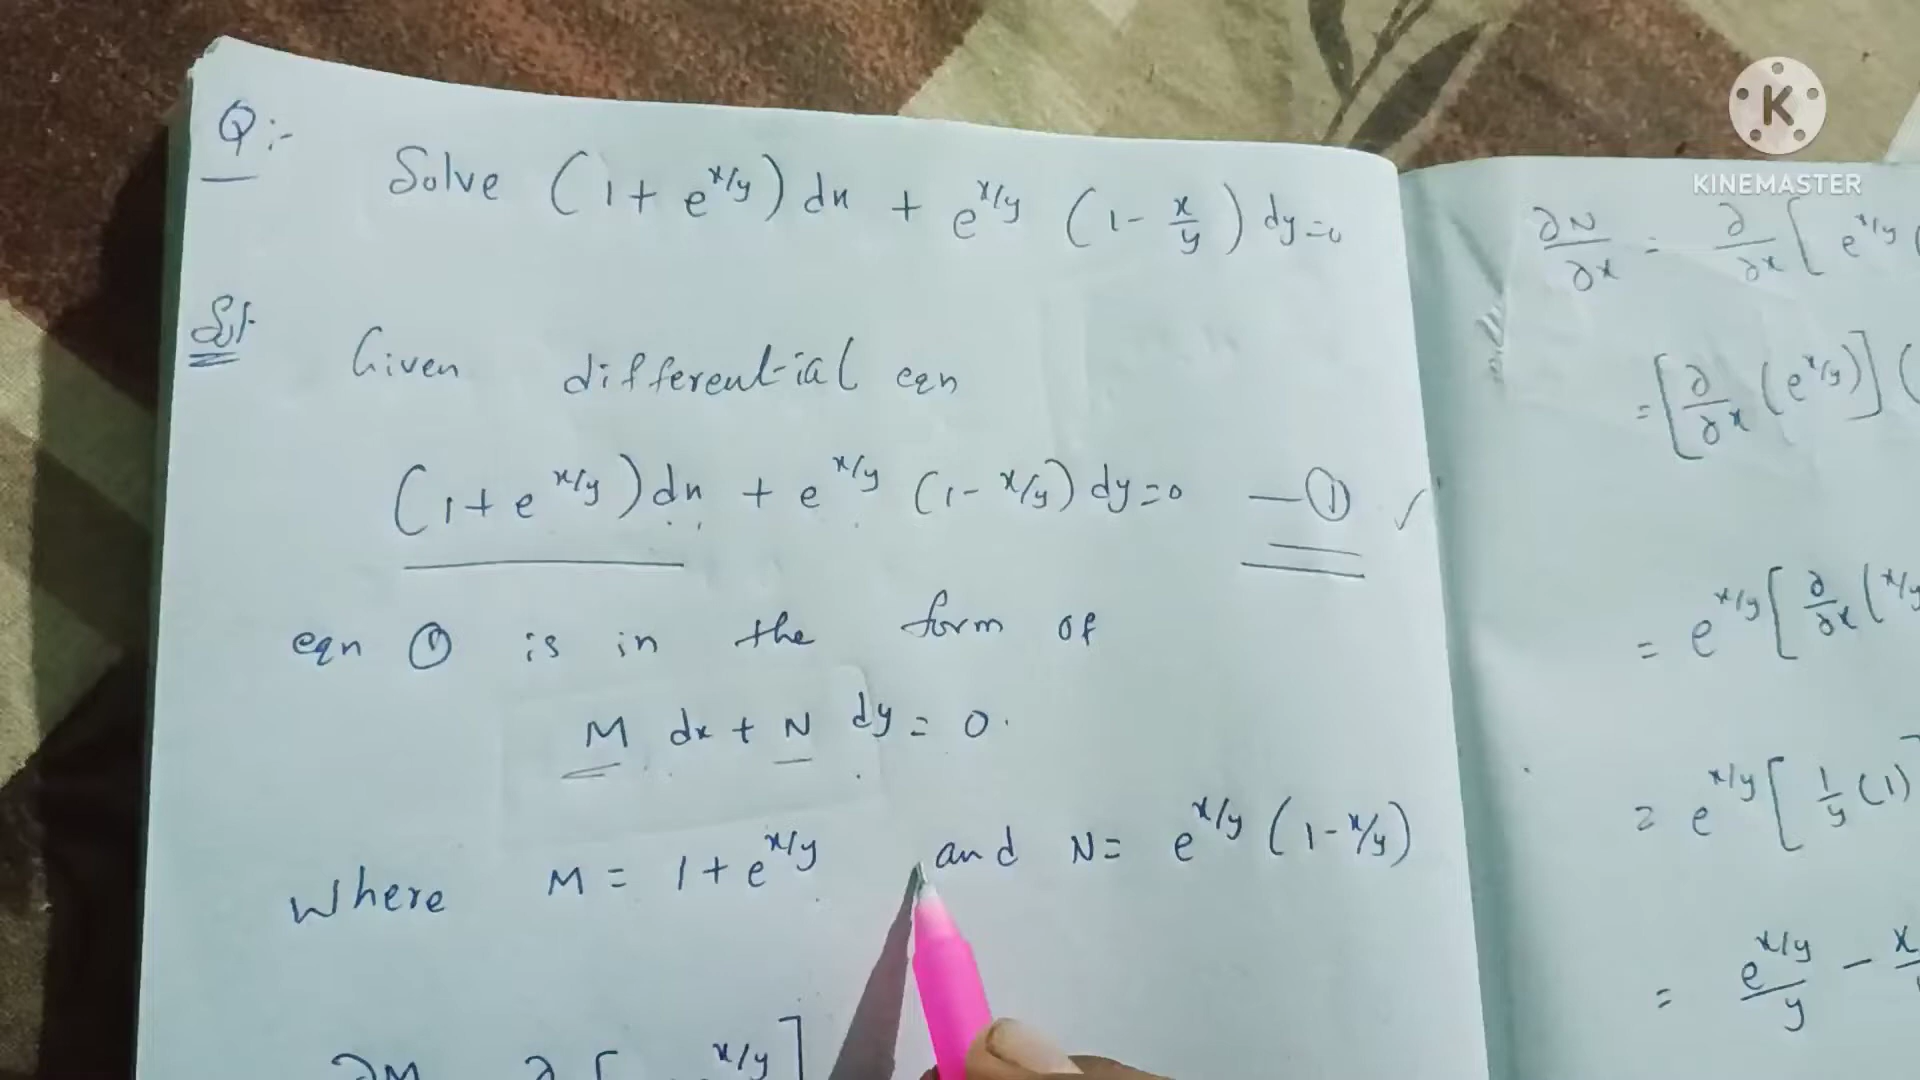 Q:- Solve (1 + e^x/y) dx + e^x/y (1 - x/y) dy = 0
Sol:- Given differential eqn
(1 + e^x/y) dx + e^x/y (1 - x/y) dy = 0 — ① ✓
eqn ① is in the form of
M dx + N dy = 0.
Where M = 1 + e^x/y and N = e^x/y (1 - x/y)
∂M ∂ [ x/y ]
K
KINEMASTER
∂N/∂x = ∂/∂x [ e^x/y (
= [ ∂/∂x (e^x/y) ] (
= e^x/y [ ∂/∂x (x/y
= e^x/y [ 1/y (1)
= e^x/y / y - x